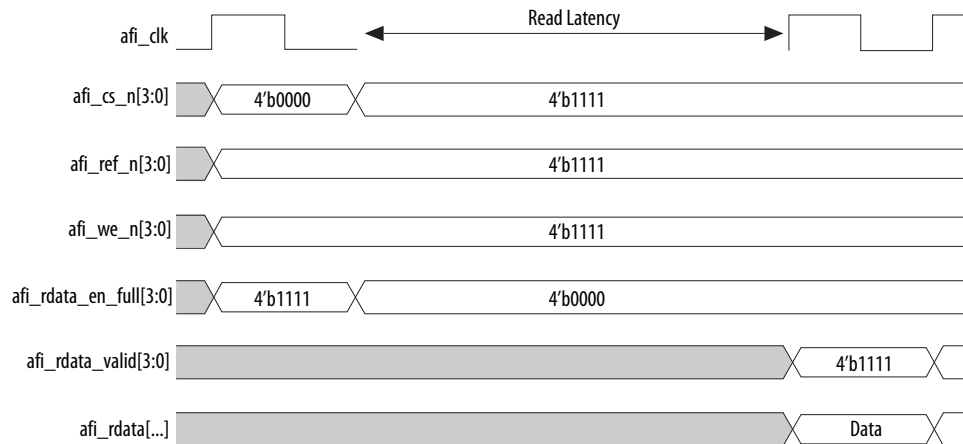 Read Latency
afi_clk
afi_cs_n[3:0] 4’b0000 4’b1111
afi_ref_n[3:0] 4’b1111
afi_we_n[3:0] 4’b1111
afi_rdata_en_full[3:0] 4’b1111 4’b0000
afi_rdata_valid[3:0] 4’b1111
afi_rdata[...] Data